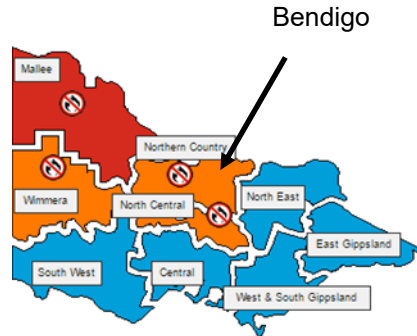 Bendigo
Mallee
Northern Country
Wimmera
North Central
North East
East Gippsland
South West
Central
West & South Gippsland